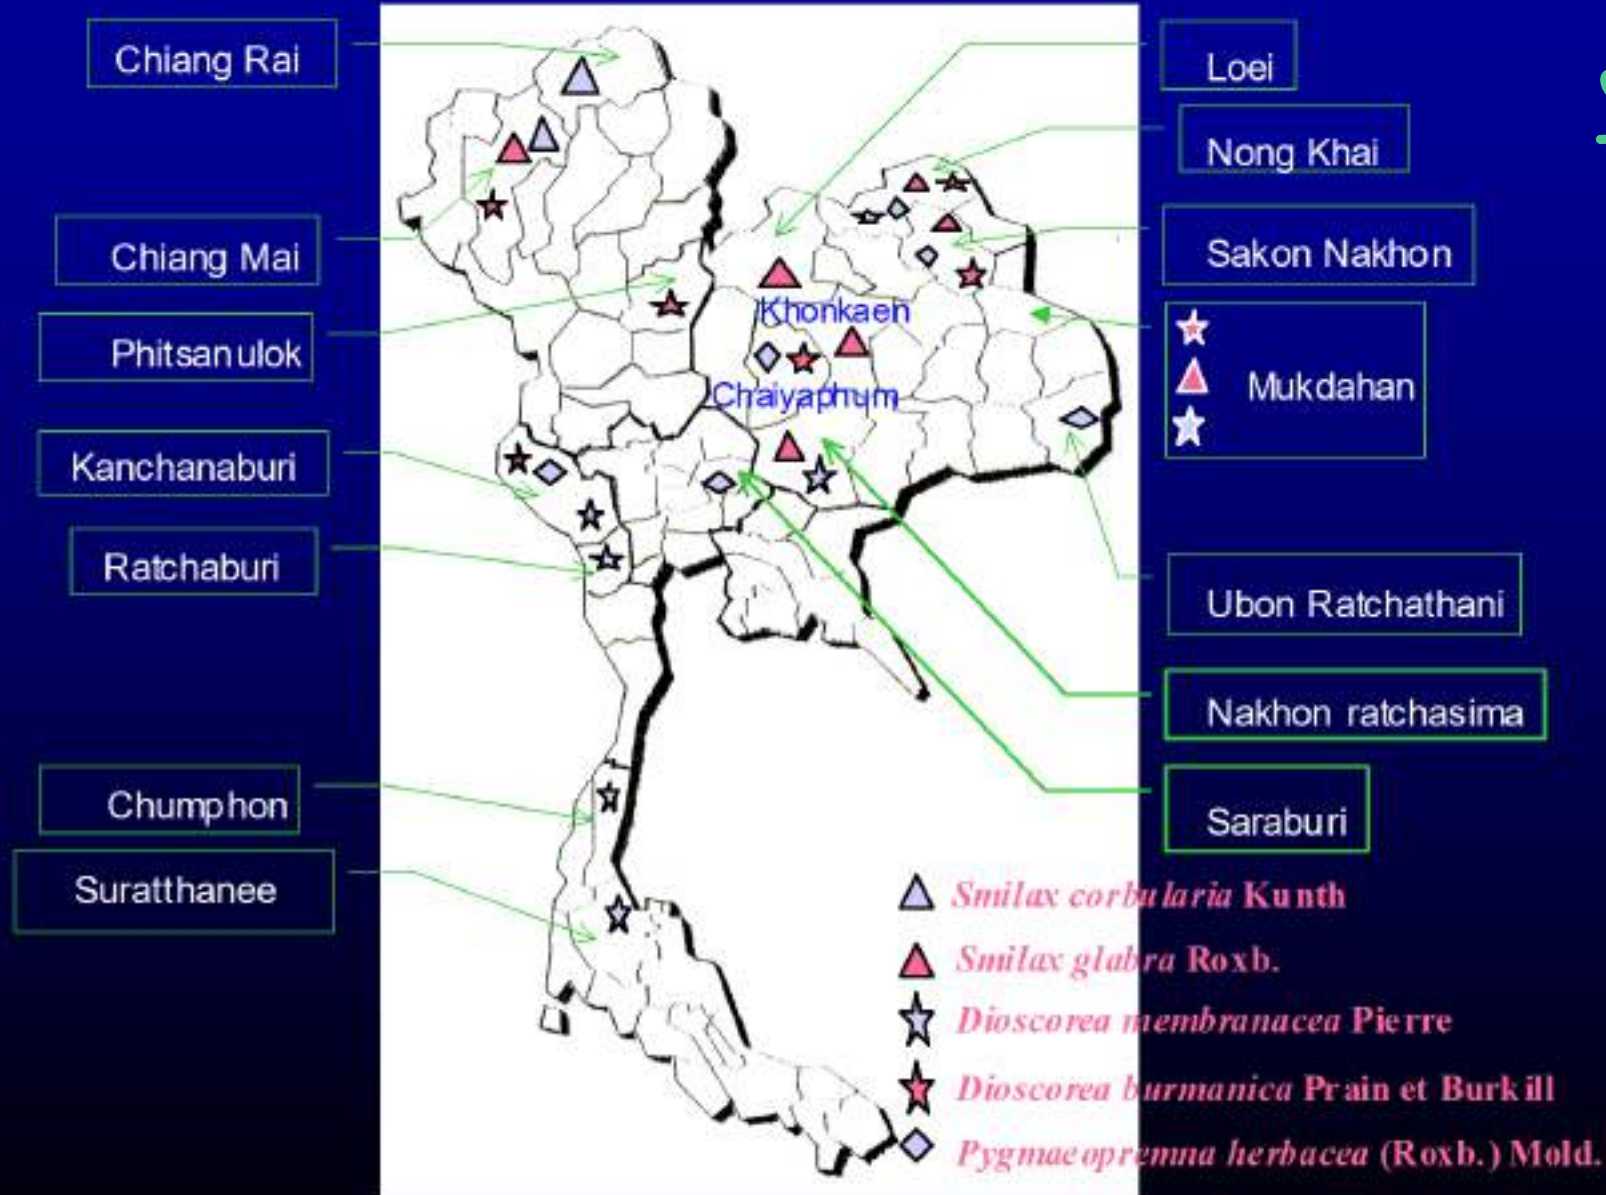 Chiang Rai
Chiang Mai
Phitsanulok
Kanchanaburi
Ratchaburi
Chumphon
Suratthanee
Khonkaen
Chaiyaphum
Loei
Nong Khai
Sakon Nakhon
Mukdahan
Ubon Ratchathani
Nakhon ratchasima
Saraburi
Smilax corbularia Kunth
Smilax glabra Roxb.
Dioscorea membranacea Pierre
Dioscorea burmanica Prain et Burkill
Pygmaeopremna herbacea (Roxb.) Mold.